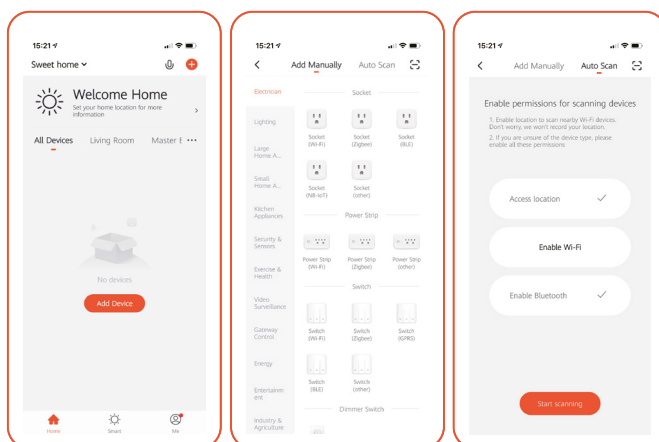 15:21
Sweet home
Welcome Home
Set your home location for more
information
All Devices
Living Room
Master E
No devices
Add Device
Home
Smart
Me
15:21
Add Manually
Auto Scan
Electrician
Lighting
Large
Home A...
Small
Home A...
Kitchen
Appliances
Security &
Sensors
Exercise &
Health
Video
Surveillance
Gateway
Control
Energy
Entertainm
ent
Industry &
Agriculture
Socket
Socket
(Wi-Fi)
Socket
(Zigbee)
Socket
(BLE)
Socket
(NB-IoT)
Socket
(other)
Power Strip
Power Strip
(Wi-Fi)
Power Strip
(Zigbee)
Power Strip
(other)
Switch
Switch
(Wi-Fi)
Switch
(Zigbee)
Switch
(GPRS)
Switch
(BLE)
Switch
(other)
Dimmer Switch
15:21
Add Manually
Auto Scan
Enable permissions for scanning devices
1. Enable location to scan nearby Wi-Fi devices.
Don't worry, we won't record your location.
2. If you are unsure of the device type, please
enable all these permissions
Access location
Enable Wi-Fi
Enable Bluetooth
Start scanning